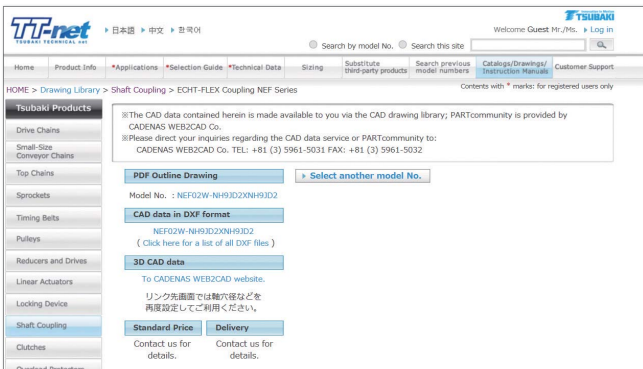 Innovation in Motion
TSUBAKI
TT-net
TSUBAKI TECHNICAL net
日本語 中文 한국어
Welcome Guest Mr./Ms. Log in
Search by model No. Search this site
Home Product Info *Applications *Selection Guide *Technical Data Sizing Substitute third-party products Search previous model numbers Catalogs/Drawings/ Instruction Manuals Customer Support
HOME > Drawing Library > Shaft Coupling > ECHT-FLEX Coupling NEF Series
Contents with * marks: for registered users only
Tsubaki Products
Drive Chains
Small-Size
Conveyor Chains
Top Chains
Sprockets
Timing Belts
Pulleys
Reducers and Drives
Linear Actuators
Locking Device
Shaft Coupling
Clutches
Overload Protectors
※The CAD data contained herein is made available to you via the CAD drawing library; PARTcommunity is provided by
CADENAS WEB2CAD Co.
※Please direct your inquiries regarding the CAD data service or PARTcommunity to:
CADENAS WEB2CAD Co. TEL: +81 (3) 5961-5031 FAX: +81 (3) 5961-5032
PDF Outline Drawing
Select another model No.
Model No. : NEF02W-NH9JD2XNH9JD2
CAD data in DXF format
NEF02W-NH9JD2XNH9JD2
( Click here for a list of all DXF files )
3D CAD data
To CADENAS WEB2CAD website.
リンク先画面では軸穴径などを
再度設定してご利用ください。
Standard Price Delivery
Contact us for details.
Contact us for details.